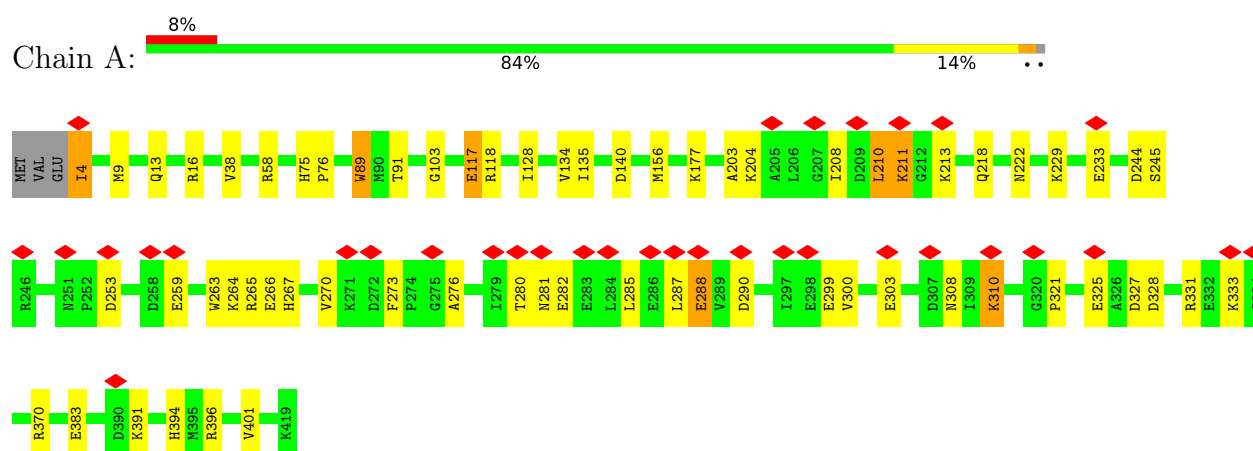 8%
Chain A:
84% 14% • •
MET VAL GLU I4 M9 Q13 R16 V38 R58 H75 P76 W89 M90 T91 G103 E117 R118 I128 V134 I135 D140 M156 K177 A203 K204 A205 L206 G207 I208 D209 L210 K211 G212 K213 Q218 N222 K229 E233 D244 S245
R246 N251 P252 D253 D258 E259 W263 K264 R265 E266 H267 V270 K271 D272 F273 P274 G275 A276 I279 T280 N281 E282 E283 L284 L285 E286 L287 E288 V289 D290 I297 E298 E299 V300 E303 D307 N308 I309 K310 G320 P321 E325 A326 D327 D328 R331 E332 K333
R370 E383 D390 K391 H394 M395 R396 V401 K419